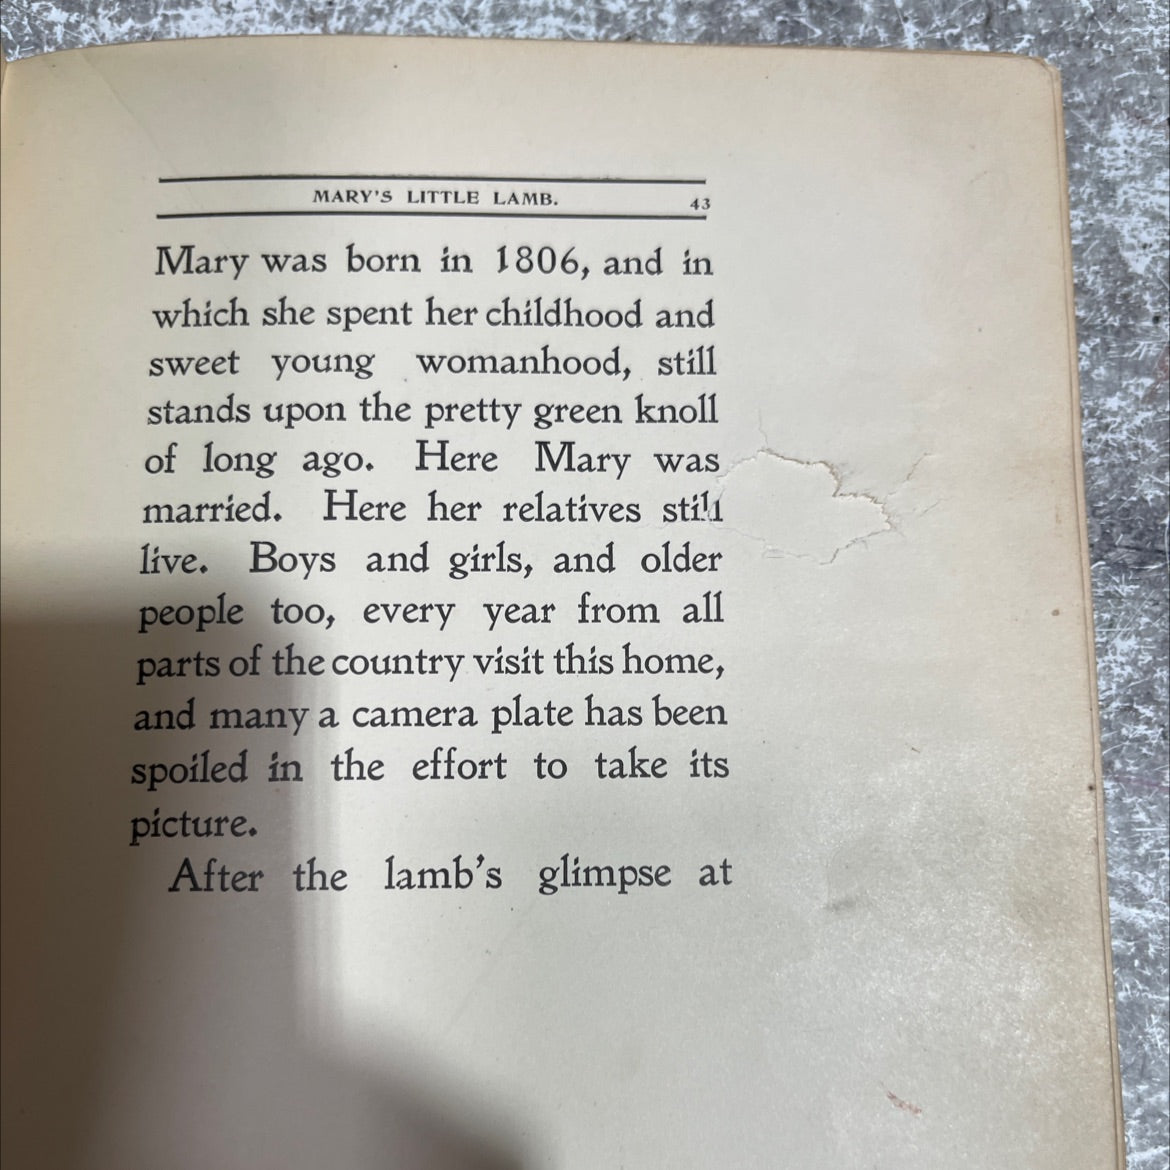 MARY'S LITTLE LAMB. 43
Mary was born in 1806, and in
which she spent her childhood and
sweet young womanhood, still
stands upon the pretty green knoll
of long ago. Here Mary was
married. Here her relatives still
live. Boys and girls, and older
people too, every year from all
parts of the country visit this home,
and many a camera plate has been
spoiled in the effort to take its
picture.
After the lamb's glimpse at